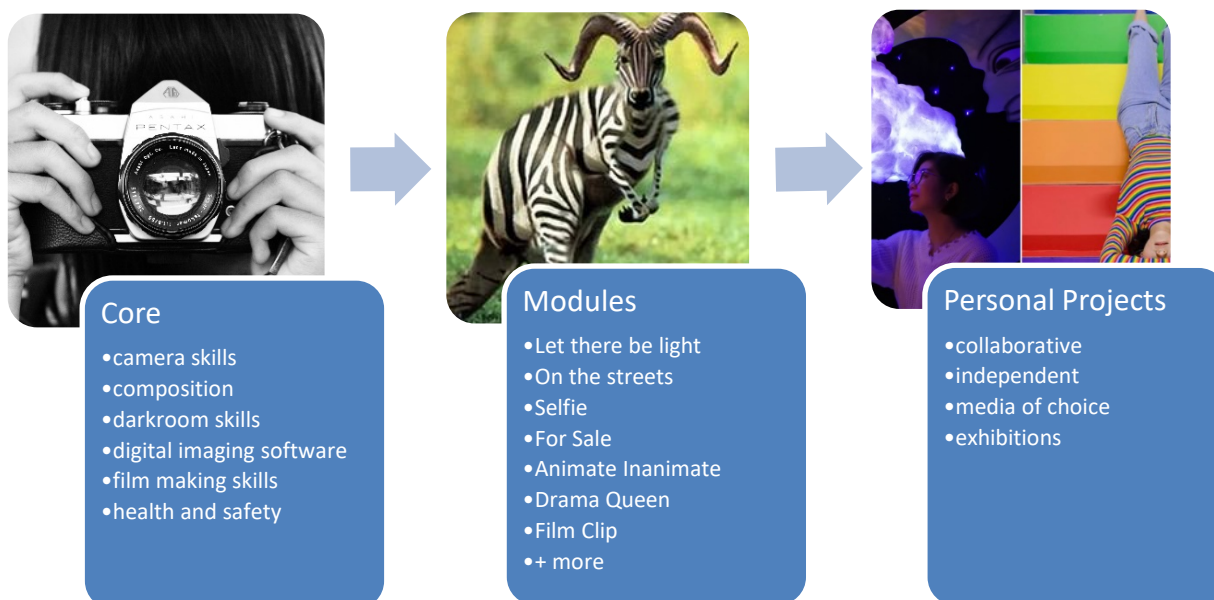 PENTAX
Core
•camera skills
•composition
•darkroom skills
•digital imaging software
•film making skills
•health and safety
Modules
•Let there be light
•On the streets
•Selfie
•For Sale
•Animate Inanimate
•Drama Queen
•Film Clip
•+ more
Personal Projects
•collaborative
•independent
•media of choice
•exhibitions